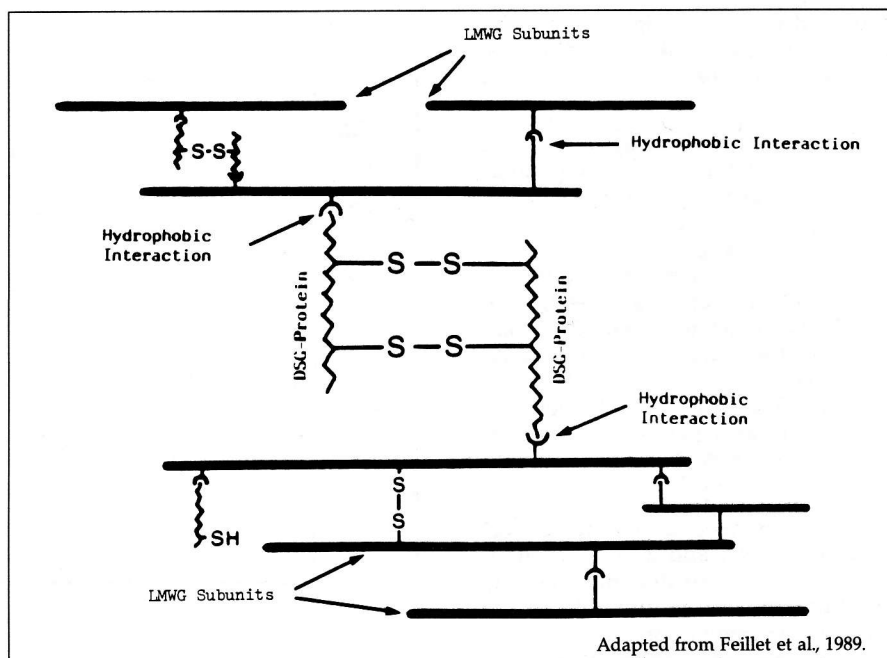 LMWG Subunits
S-S
Hydrophobic Interaction
Hydrophobic
Interaction
S-S
DSG-Protein
DSG-Protein
S-S
Hydrophobic
Interaction
S
S
SH
LMWG Subunits
Adapted from Feillet et al., 1989.